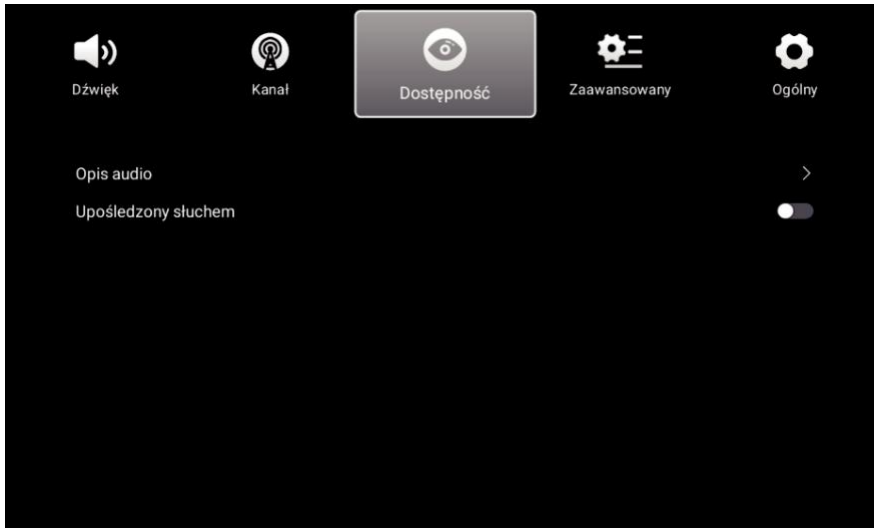 Dźwięk
Kanał
Dostępność
Zaawansowany
Ogólny
Opis audio
Upośledzony słuchem